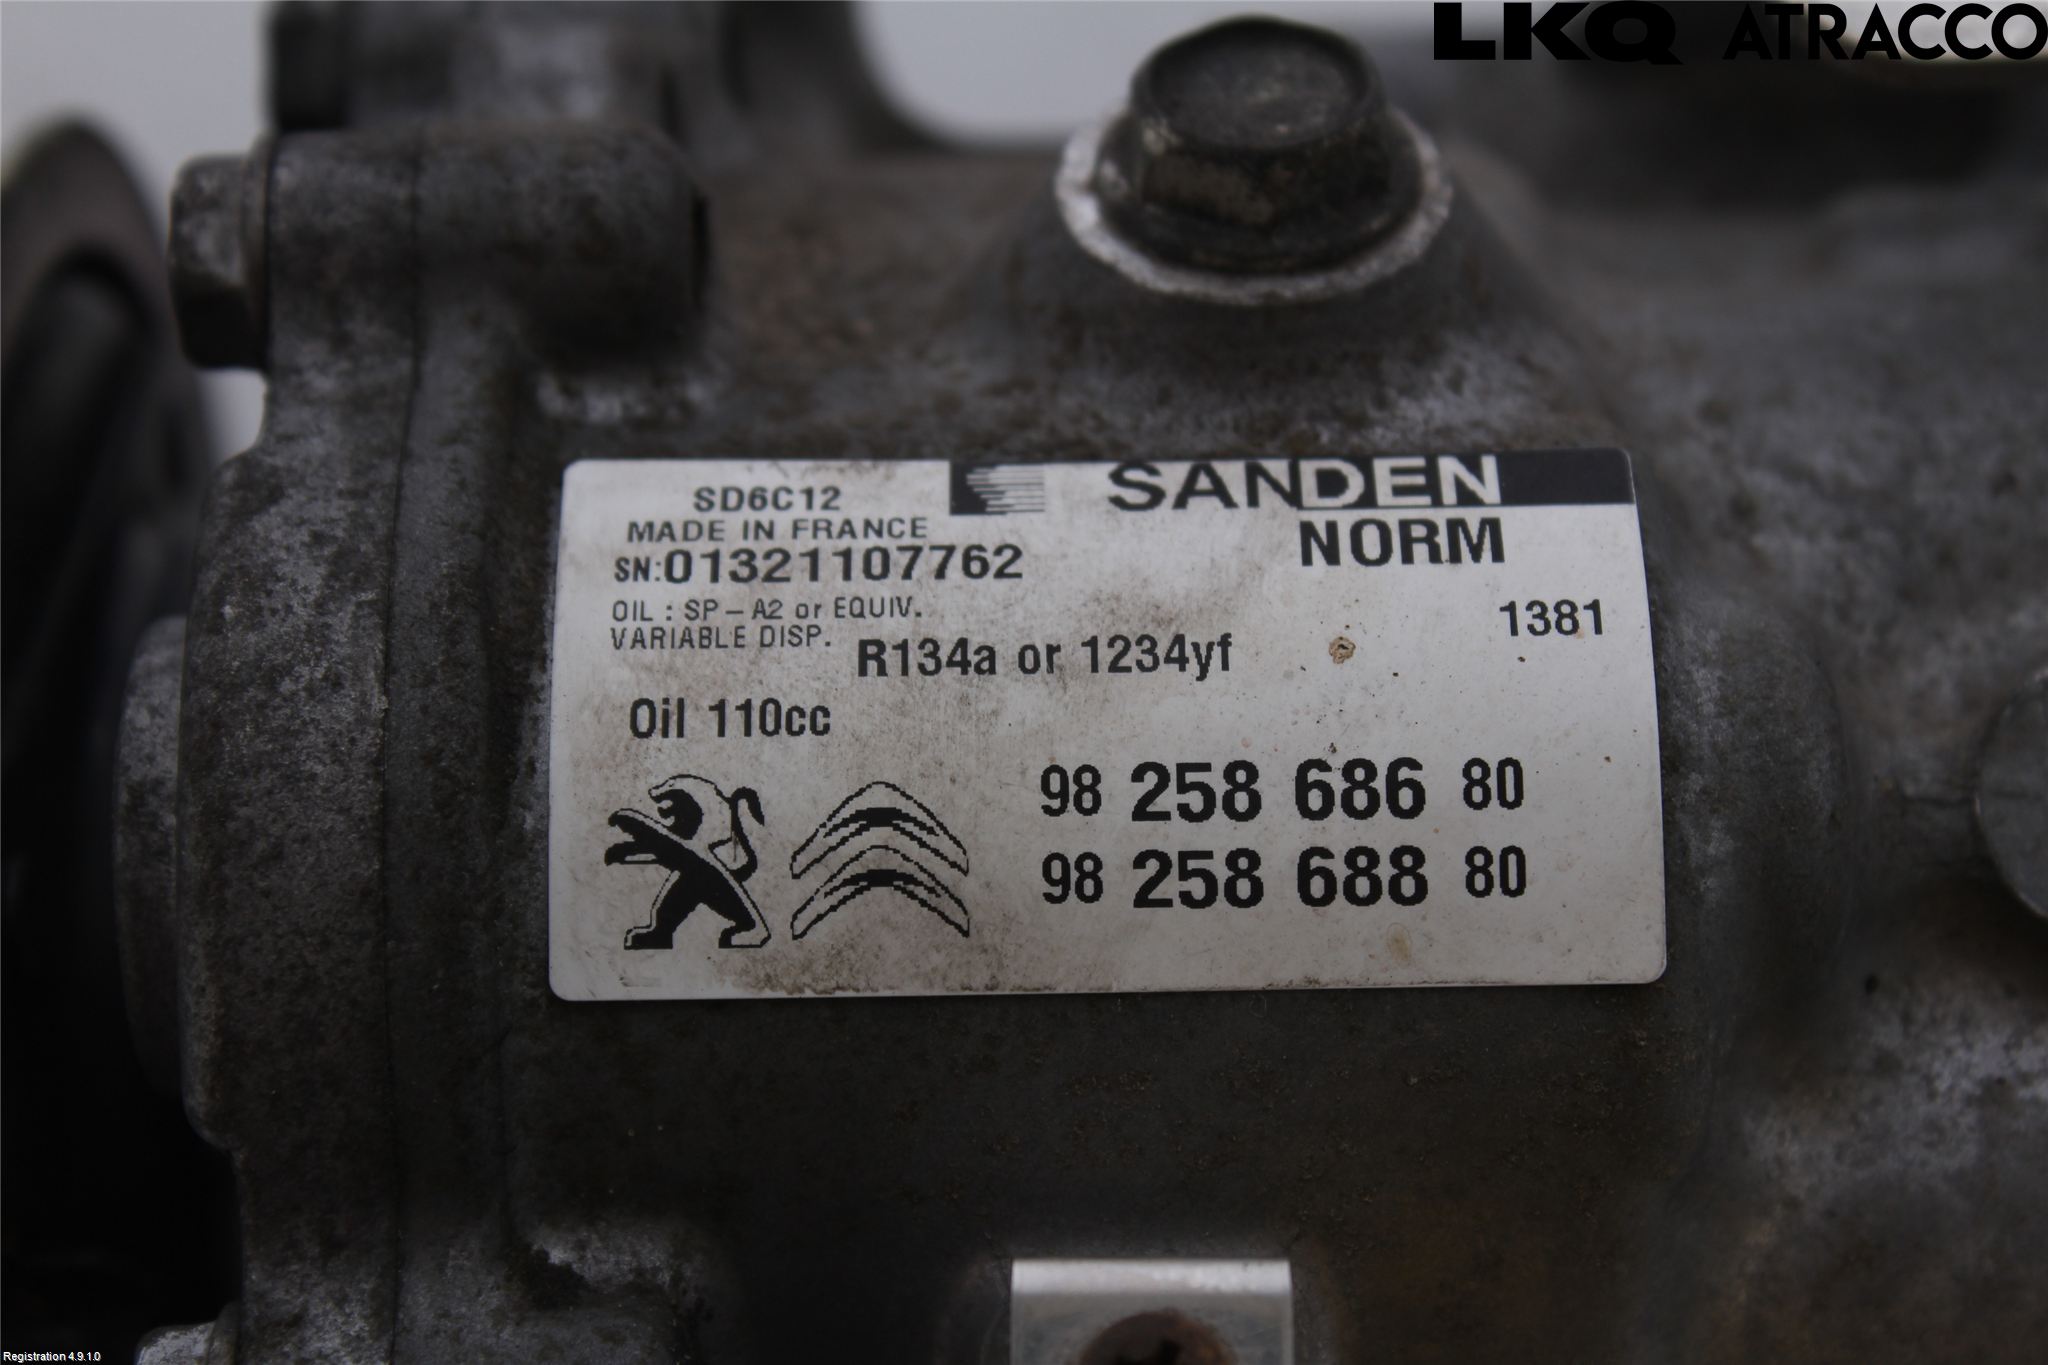 LKQ ATRACCO
SD6C12
SANDEN
MADE IN FRANCE
NORM
SN:01321107762
OIL : SP-A2 or EQUIV.
1381
VARIABLE DISP.
R134a or 1234yf
Oil 110cc
98 258 686 80
98 258 688 80
Registration 4.9.1.0